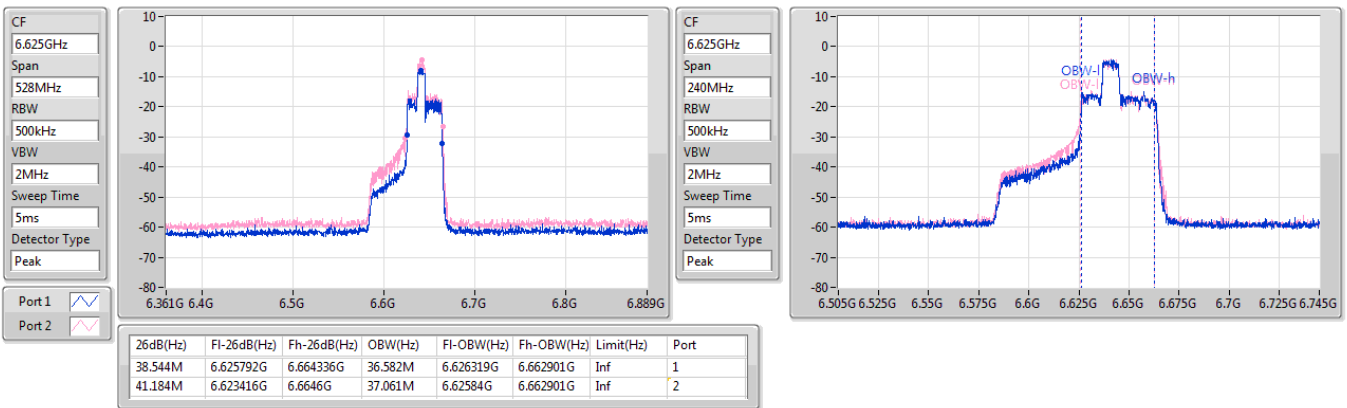 CF
6.625GHz
Span
528MHz
RBW
500kHz
VBW
2MHz
Sweep Time
5ms
Detector Type
Peak
Port 1
Port 2
10
0
-10
-20
-30
-40
-50
-60
-70
-80
6.361G 6.4G 6.5G 6.6G 6.7G 6.8G 6.889G
CF
6.625GHz
Span
240MHz
RBW
500kHz
VBW
2MHz
Sweep Time
5ms
Detector Type
Peak
10
0
-10
-20
-30
-40
-50
-60
-70
-80
OBW-l
OBW-l
OBW-h
6.505G 6.525G 6.55G 6.575G 6.6G 6.625G 6.65G 6.675G 6.7G 6.725G 6.745G
26dB(Hz) Fl-26dB(Hz) Fh-26dB(Hz) OBW(Hz) Fl-OBW(Hz) Fh-OBW(Hz) Limit(Hz) Port
38.544M 6.625792G 6.664336G 36.582M 6.626319G 6.662901G Inf 1
41.184M 6.623416G 6.6646G 37.061M 6.62584G 6.662901G Inf 2